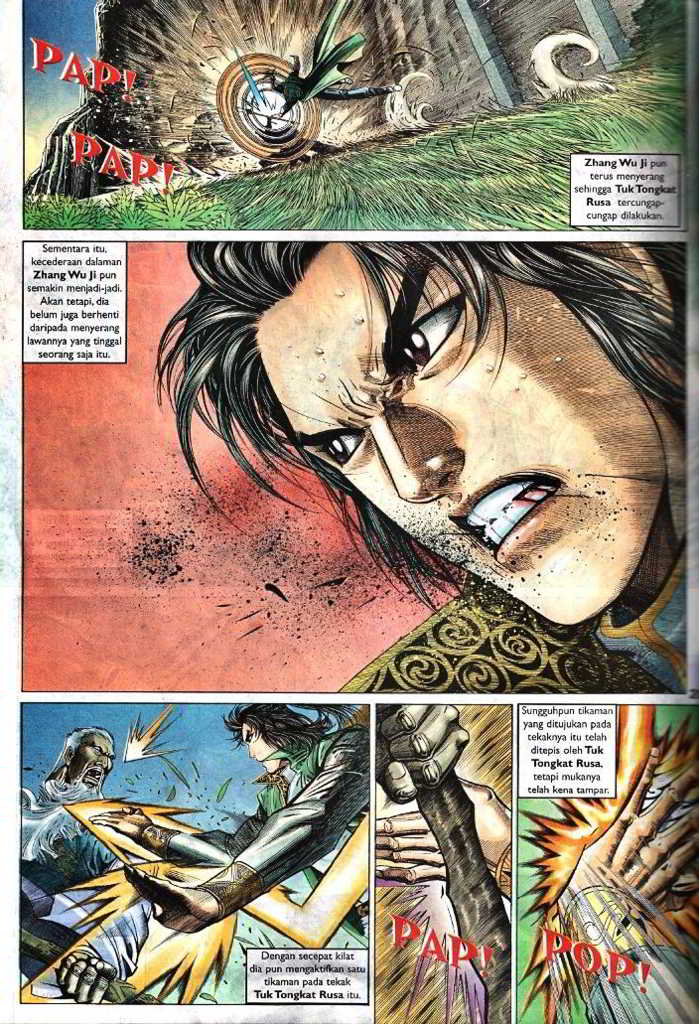 PAP!
PAP!
Zhang Wu Ji pun
terus menyerang
sehingga Tuk Tongkat
Rusa tercungap-
cungap dilakukan.
Sementara itu,
kecederaan dalaman
Zhang Wu Ji pun
semakin menjadi-jadi.
Akan tetapi, dia
belum juga berhenti
daripada menyerang
lawannya yang tinggal
seorang saja itu.
Dengan secepat kilat
dia pun mengaktifkan satu
tikaman pada tekak
Tuk Tongkat Rusa itu.
PAP!
Sungguhpun tikaman
yang ditujukan pada
tekaknya itu telah
ditepis oleh Tuk
Tongkat Rusa,
tetapi mukanya
telah kena tampar.
POP!